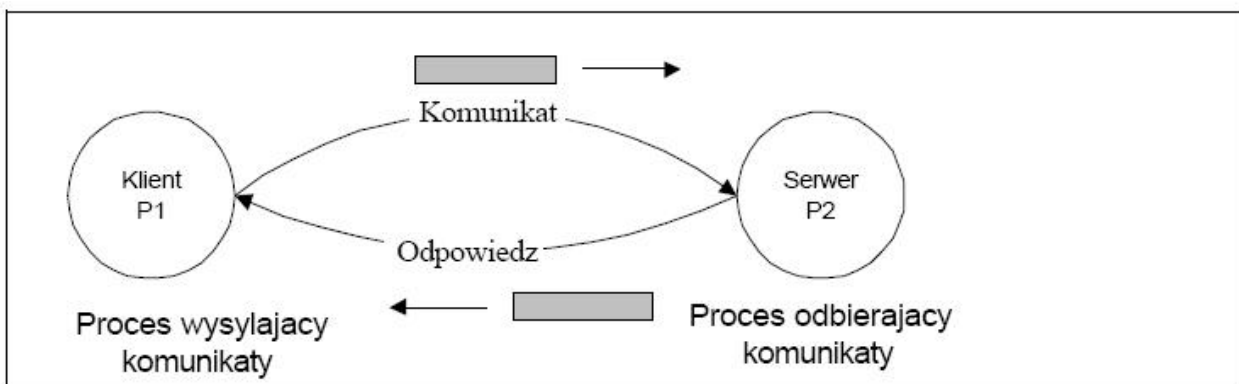 Komunikat
Klient
P1
Serwer
P2
Odpowiedz
Proces wysylajacy
komunikaty
Proces odbierajacy
komunikaty